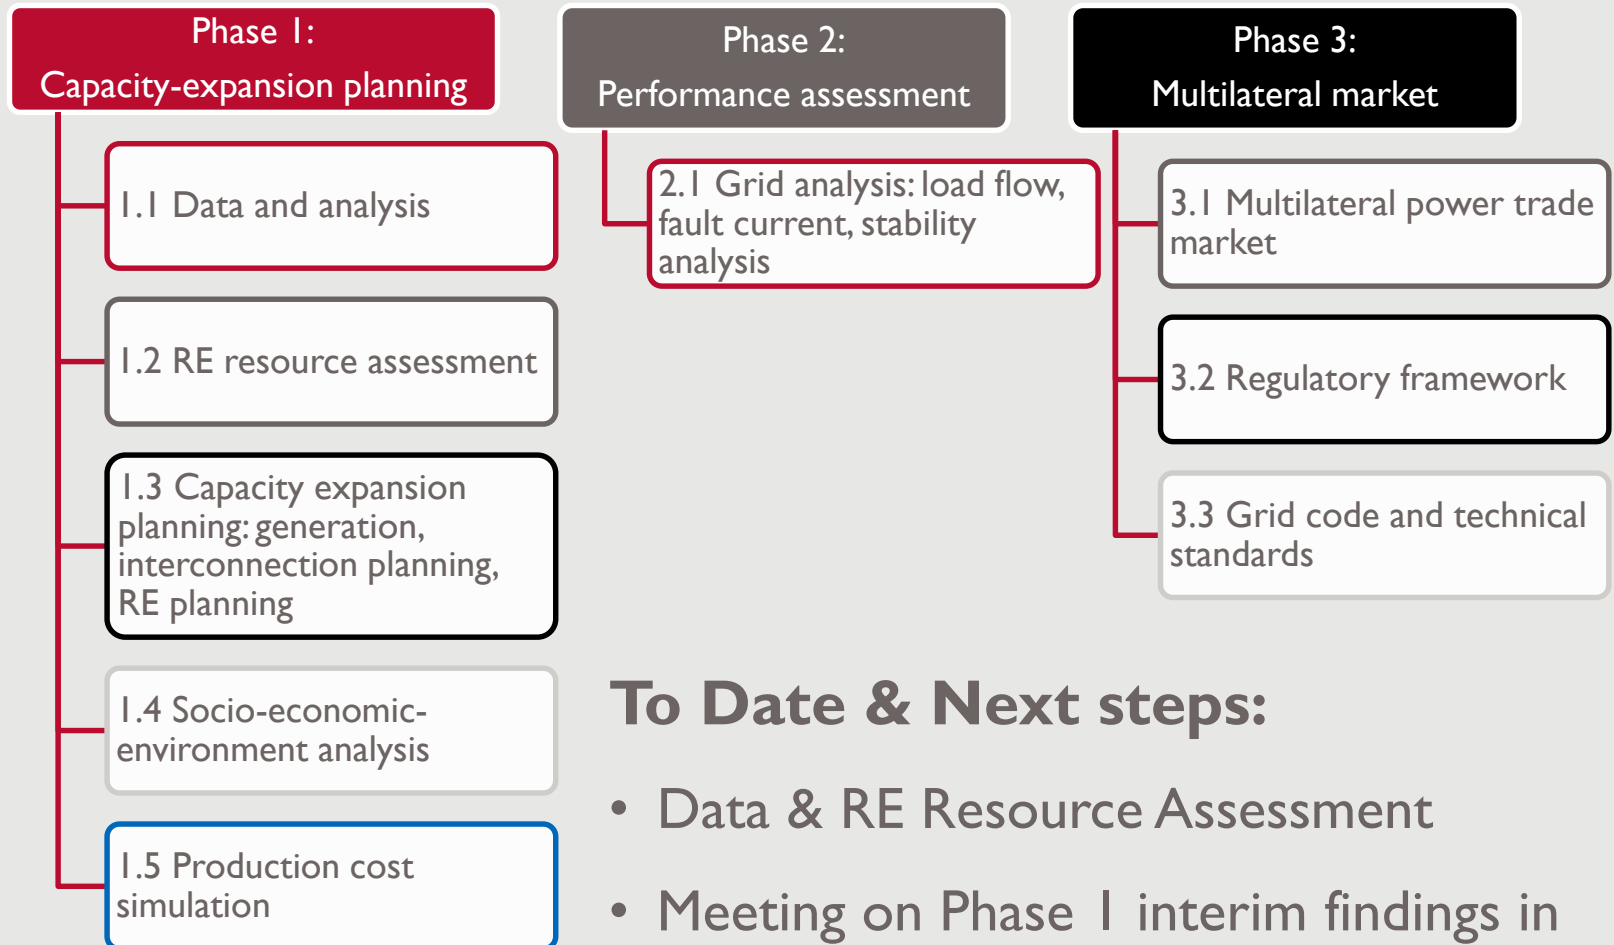 Phase 1:
Capacity-expansion planning
1.1 Data and analysis
1.2 RE resource assessment
1.3 Capacity expansion
planning: generation,
interconnection planning,
RE planning
1.4 Socio-economic-
environment analysis
1.5 Production cost
simulation
Phase 2:
Performance assessment
2.1 Grid analysis: load flow,
fault current, stability
analysis
Phase 3:
Multilateral market
3.1 Multilateral power trade
market
3.2 Regulatory framework
3.3 Grid code and technical
standards
To Date & Next steps:
• Data & RE Resource Assessment
• Meeting on Phase 1 interim findings in